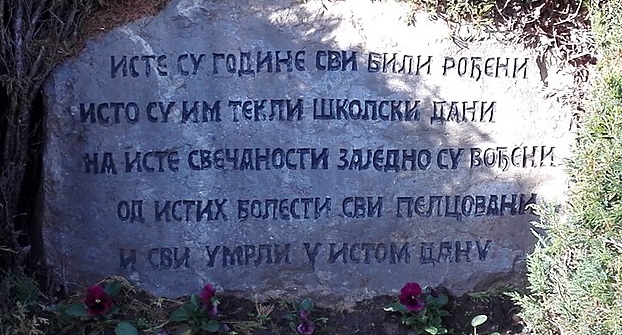 ИСТЕ СУ ГОДИНЕ СВИ БИЛИ РОЂЕНИ
ИСТО СУ ИМ ТЕКЛИ ШКОЛСКИ ДАНИ
НА ИСТЕ СВЕЧАНОСТИ ЗАЈЕДНО СУ ВОЂЕНИ
ОД ИСТИХ БОЛЕСТИ СВИ ПЕЛЦОВАНИ
И СВИ УМРЛИ У ИСТОМ ДАНУ